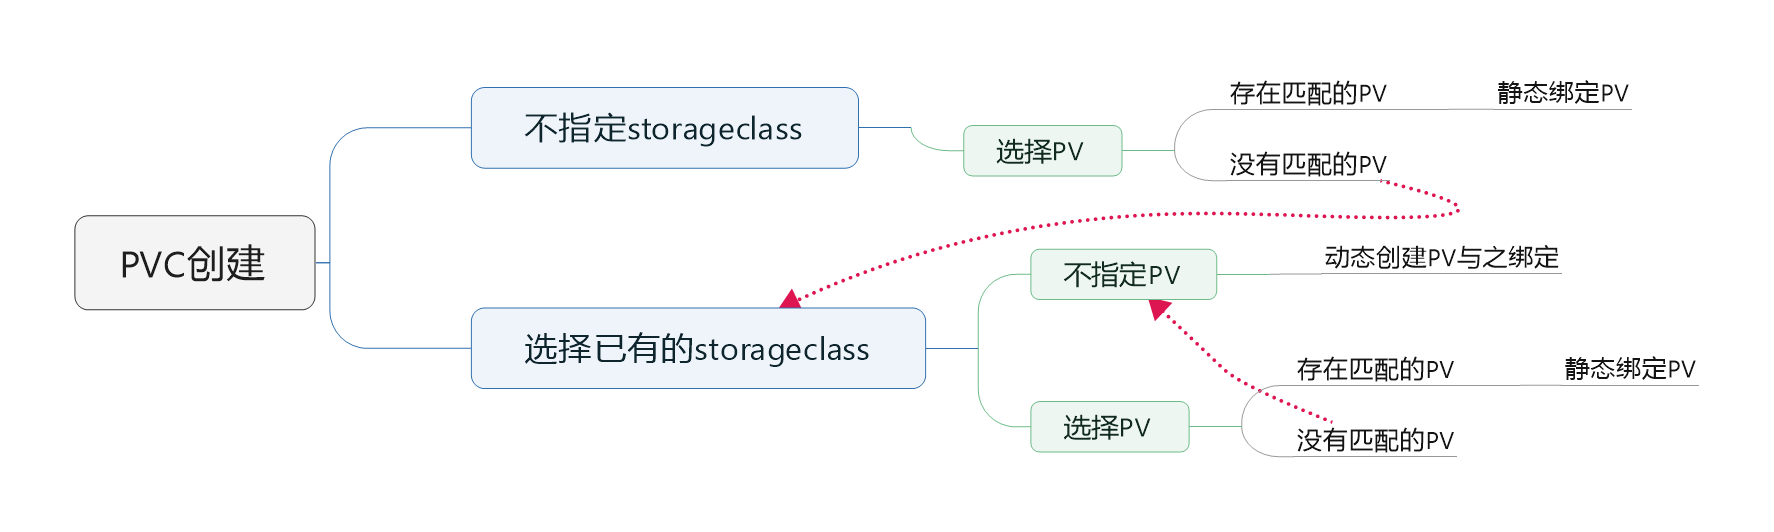 PVC创建
不指定storageclass
选择PV
存在匹配的PV
静态绑定PV
没有匹配的PV
选择已有的storageclass
不指定PV
动态创建PV与之绑定
选择PV
存在匹配的PV
静态绑定PV
没有匹配的PV